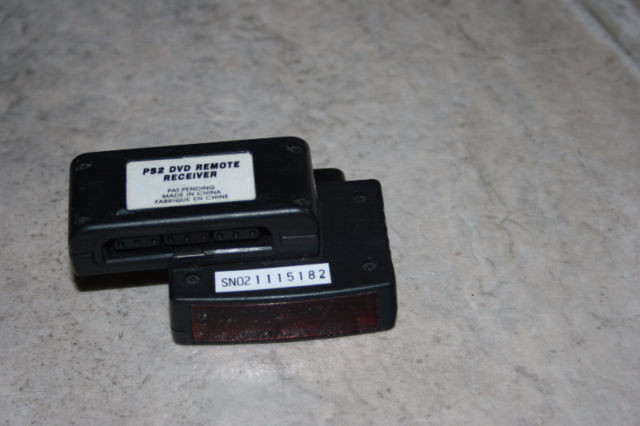 PS2 DVD REMOTE
RECEIVER
PAT. PENDING
MADE IN CHINA
FABRIQUE EN CHINE
SN021115182